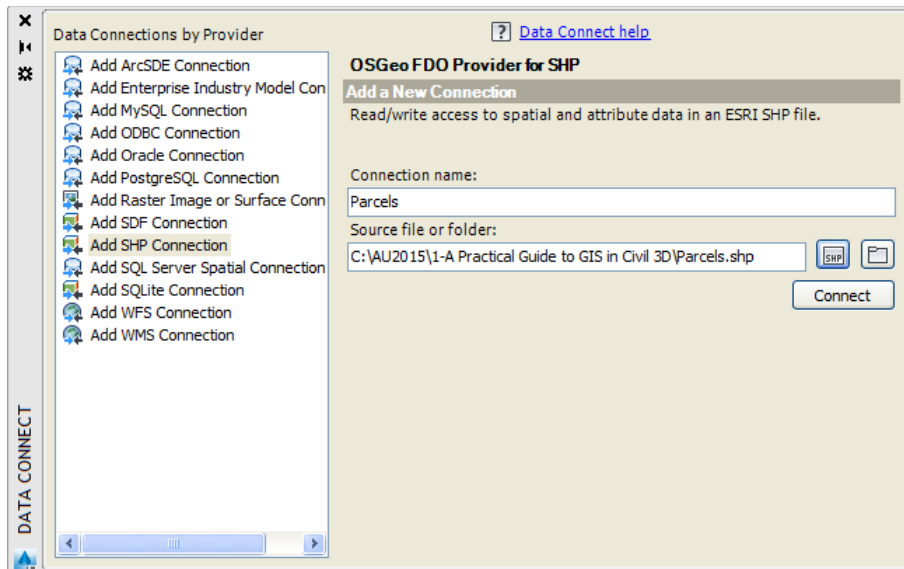 Data Connections by Provider
Add ArcSDE Connection
Add Enterprise Industry Model Con
Add MySQL Connection
Add ODBC Connection
Add Oracle Connection
Add PostgreSQL Connection
Add Raster Image or Surface Conn
Add SDF Connection
Add SHP Connection
Add SQL Server Spatial Connection
Add SQLite Connection
Add WFS Connection
Add WMS Connection
? Data Connect help
OSGeo FDO Provider for SHP
Add a New Connection
Read/write access to spatial and attribute data in an ESRI SHP file.
Connection name:
Parcels
Source file or folder:
C:\AU2015\1-A Practical Guide to GIS in Civil 3D\Parcels.shp
SHP
Connect
DATA CONNECT